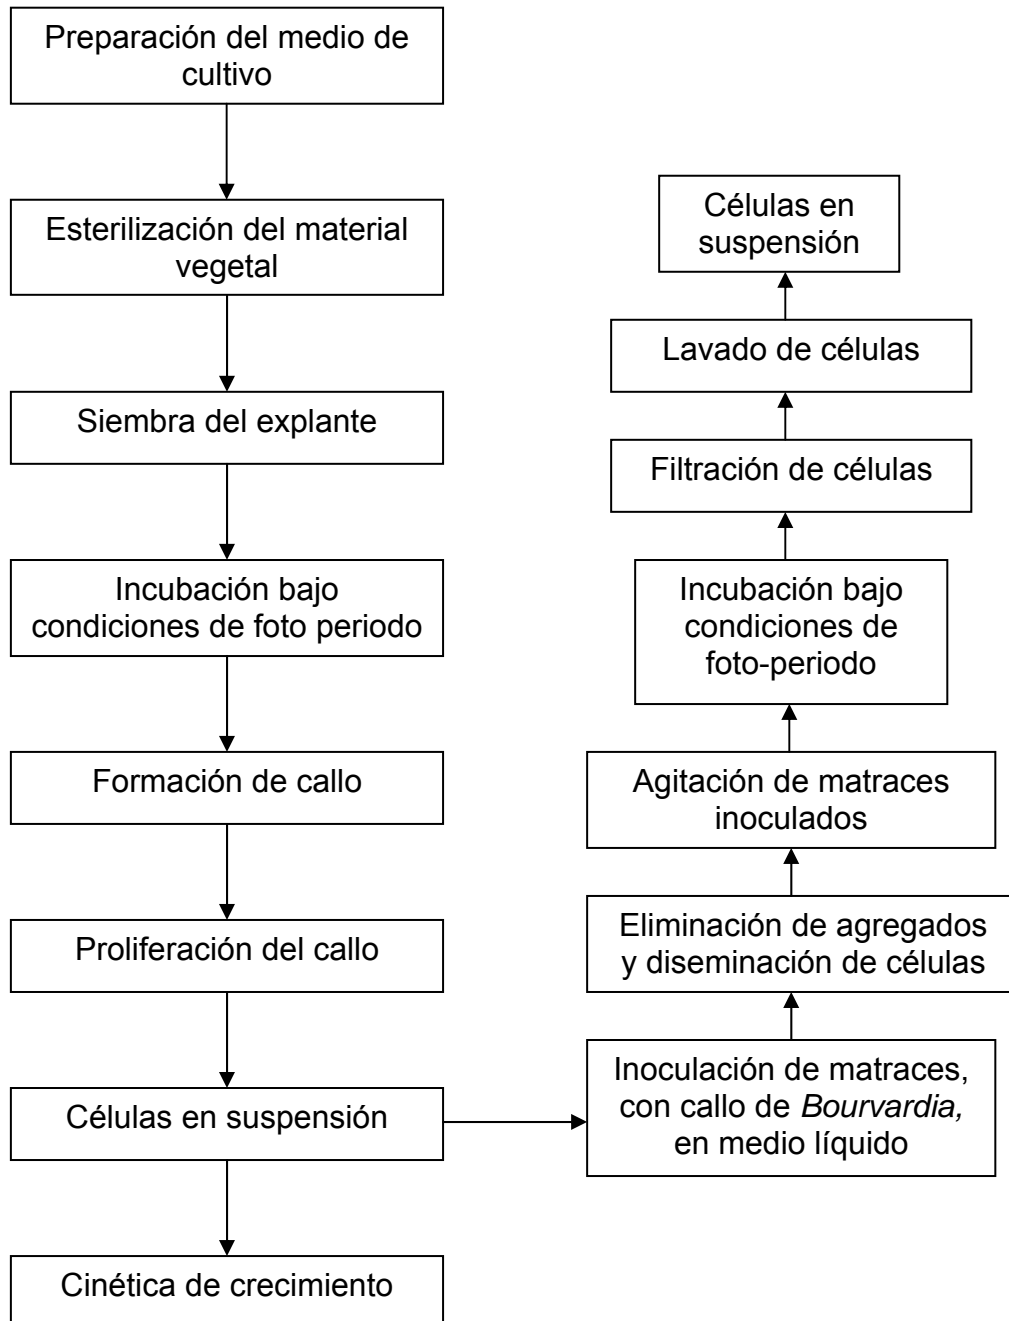 Preparación del medio de
cultivo
Esterilización del material
vegetal
Siembra del explante
Incubación bajo
condiciones de foto periodo
Formación de callo
Proliferación del callo
Células en suspensión
Cinética de crecimiento
Células en
suspensión
Lavado de células
Filtración de células
Incubación bajo
condiciones de
foto-periodo
Agitación de matraces
inoculados
Eliminación de agregados
y diseminación de células
Inoculación de matraces,
con callo de Bourvardia,
en medio líquido